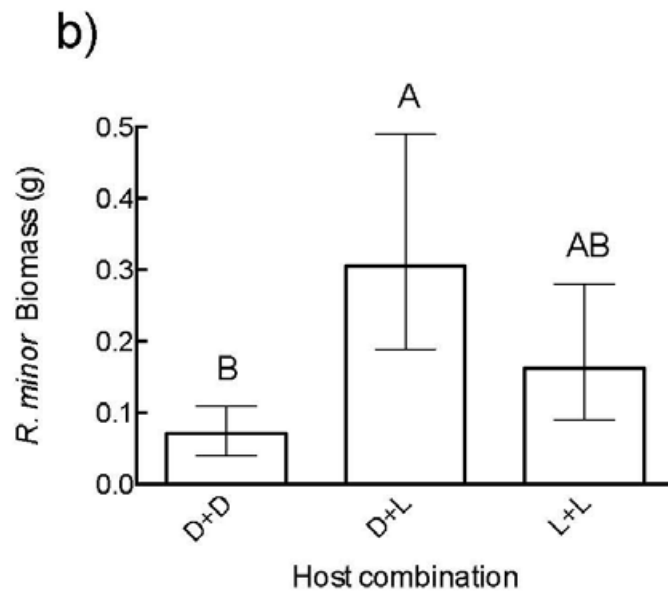 b)
A
0.5
0.4
0.3
0.2
0.1
0.0
AB
B
R. minor Biomass (g)
D+D
D+L
L+L
Host combination